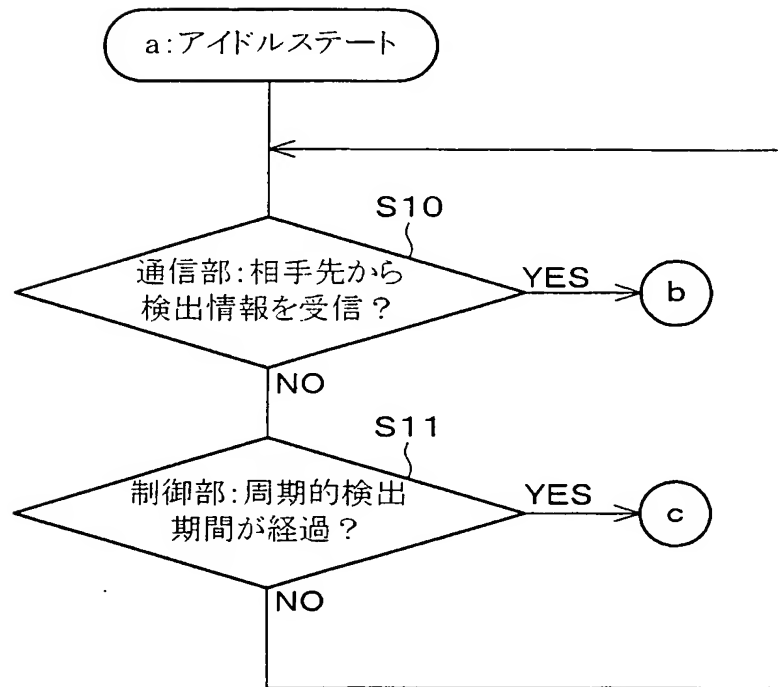 a:アイドルステート
S10
通信部:相手先から
検出情報を受信?
YES
b
NO
S11
制御部:周期的検出
期間が経過?
YES
c
NO